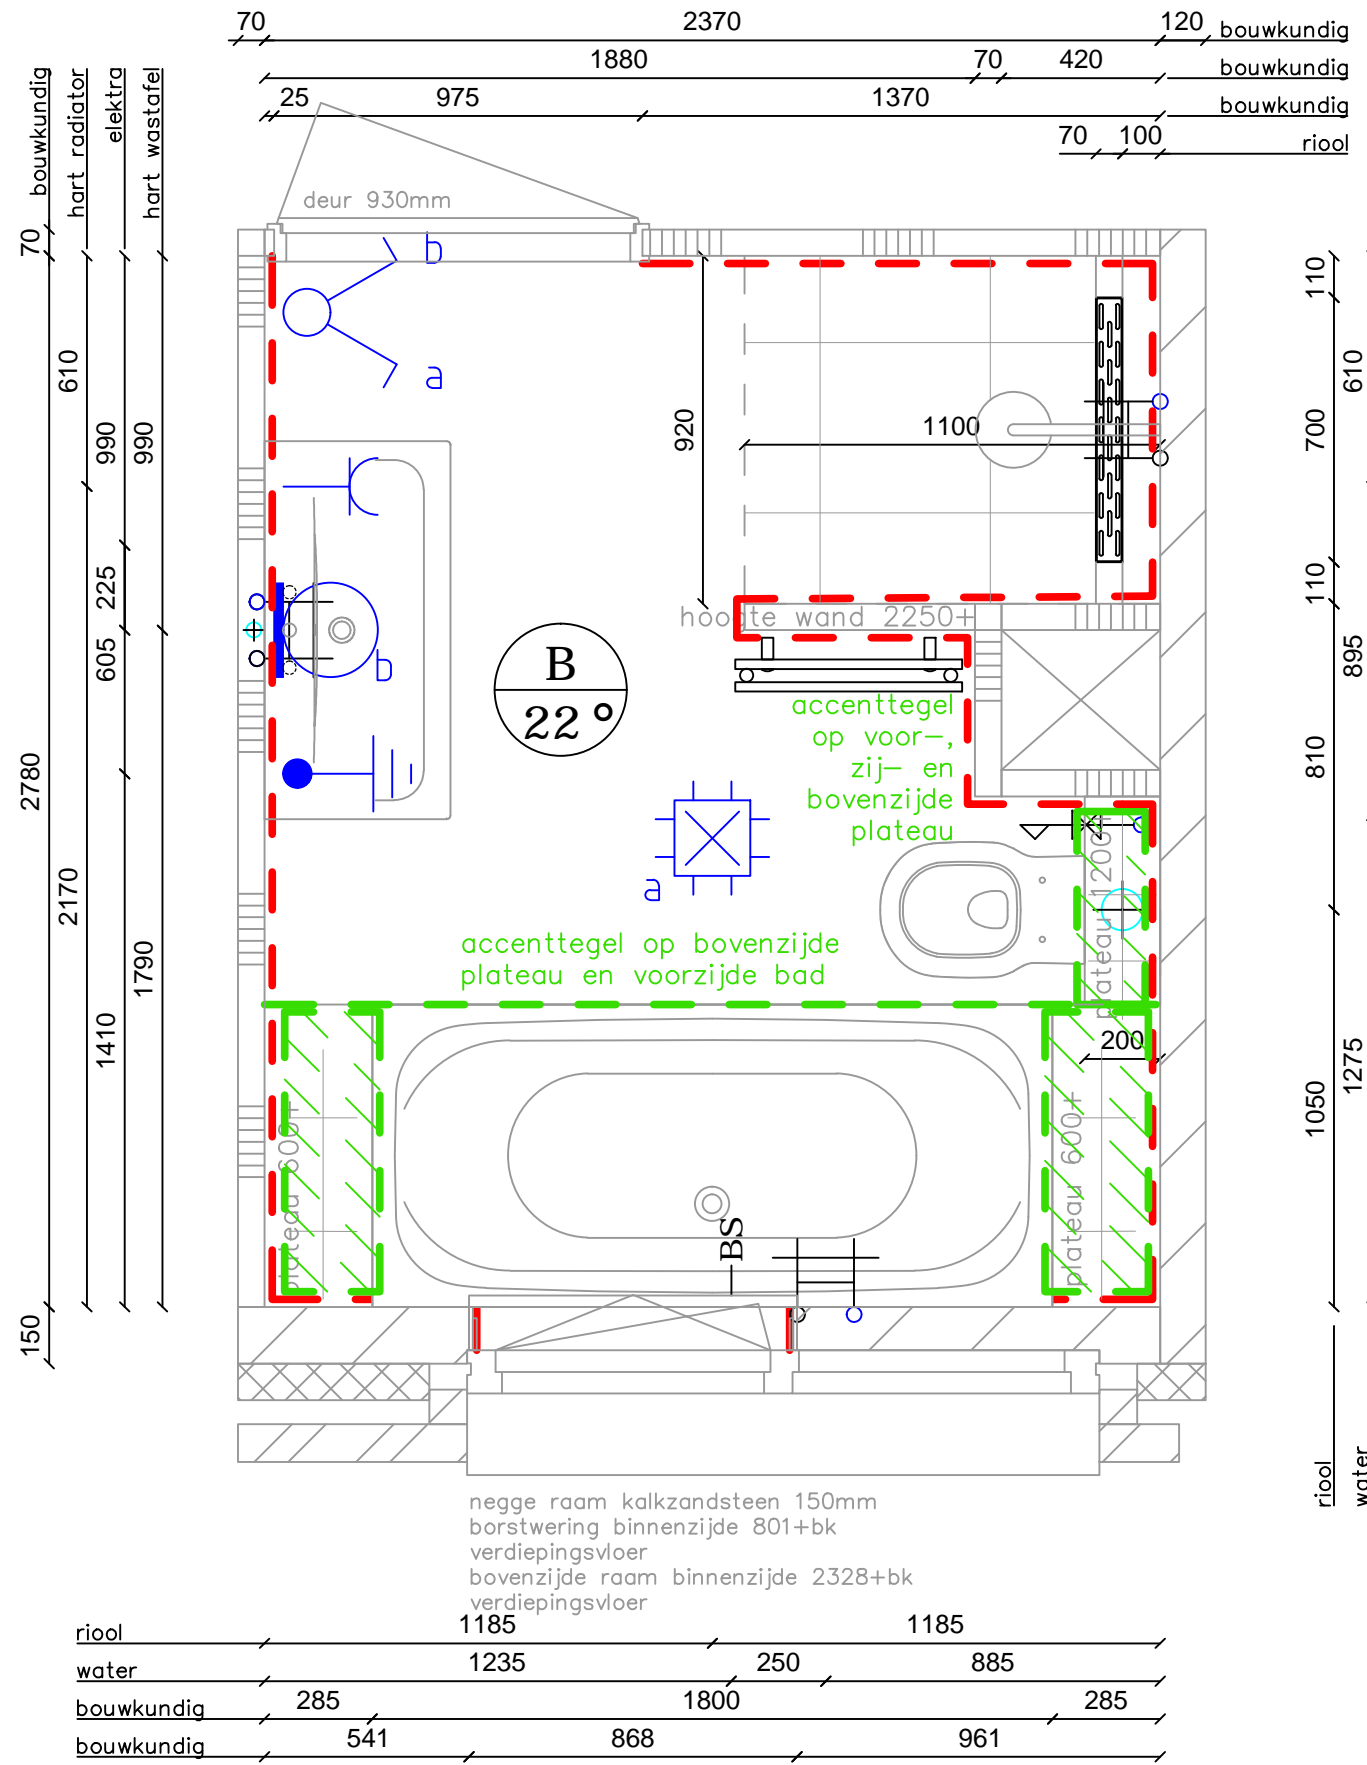 70 2370 120 bouwkundig
1880 70 420 bouwkundig
25 975 1370 bouwkundig
70 100 riool
bouwkundig
hart radiator
elektra
hart wastafel
deur 930mm
b
a
70
2780
150
610
2170
990
225
605
1410
990
1790
920
1100
hoogte wand 2250+
b
B
22°
accenttegel
op voor-,
zij- en
bovenzijde
plateau
a
accenttegel op bovenzijde
plateau en voorzijde bad
plateau 1200+
200
plateau 600+
plateau 600+
BS
110
700
110
810
1050
610
895
1275
riool
water
negge raam kalkzandsteen 150mm
borstwering binnenzijde 801+bk
verdiepingsvloer
bovenzijde raam binnenzijde 2328+bk
verdiepingsvloer
riool 1185 1185
water 1235 250 885
bouwkundig 285 1800 285
bouwkundig 541 868 961